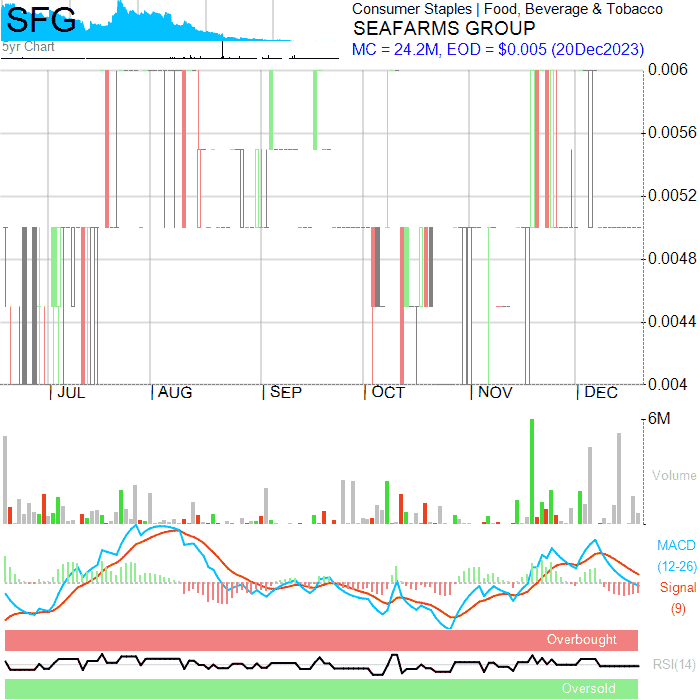 SFG
5yr Chart
Consumer Staples | Food, Beverage & Tobacco
SEAFARMS GROUP
MC = 24.2M, EOD = $0.005 (20Dec2023)
0.006
0.0056
0.0052
0.0048
0.0044
0.004
JUL AUG SEP OCT NOV DEC
6M
Volume
MACD
(12-26)
Signal
(9)
Overbought
RSI(14)
Oversold